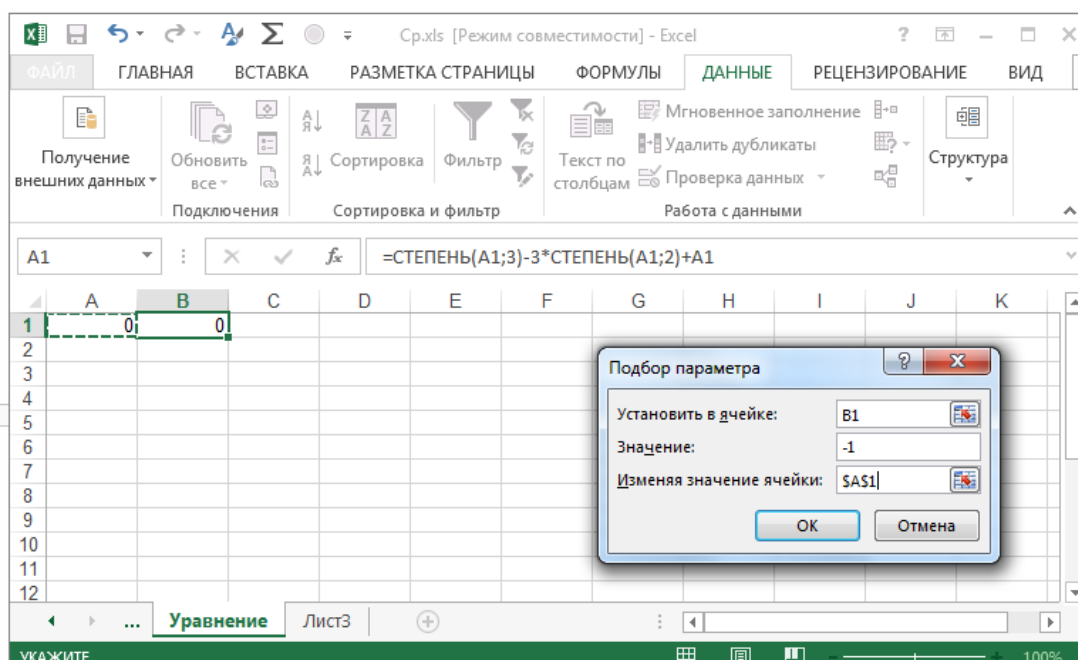 Cp.xls [Режим совместимости] - Excel
ФАЙЛ ГЛАВНАЯ ВСТАВКА РАЗМЕТКА СТРАНИЦЫ ФОРМУЛЫ ДАННЫЕ РЕЦЕНЗИРОВАНИЕ ВИД
Получение внешних данных
Обновить все
Подключения
Сортировка
Фильтр
Сортировка и фильтр
Текст по столбцам
Мгновенное заполнение
Удалить дубликаты
Проверка данных
Работа с данными
Структура
A1 fx =СТЕПЕНЬ(A1;3)-3*СТЕПЕНЬ(A1;2)+A1
A B C D E F G H I J K
1 0 0
2
3
4
5
6
7
8
9
10
11
12
Подбор параметра
Установить в ячейке: B1
Значение: -1
Изменяя значение ячейки: $A$1
ОК Отмена
... Уравнение Лист3
УКАЖИТЕ 100%